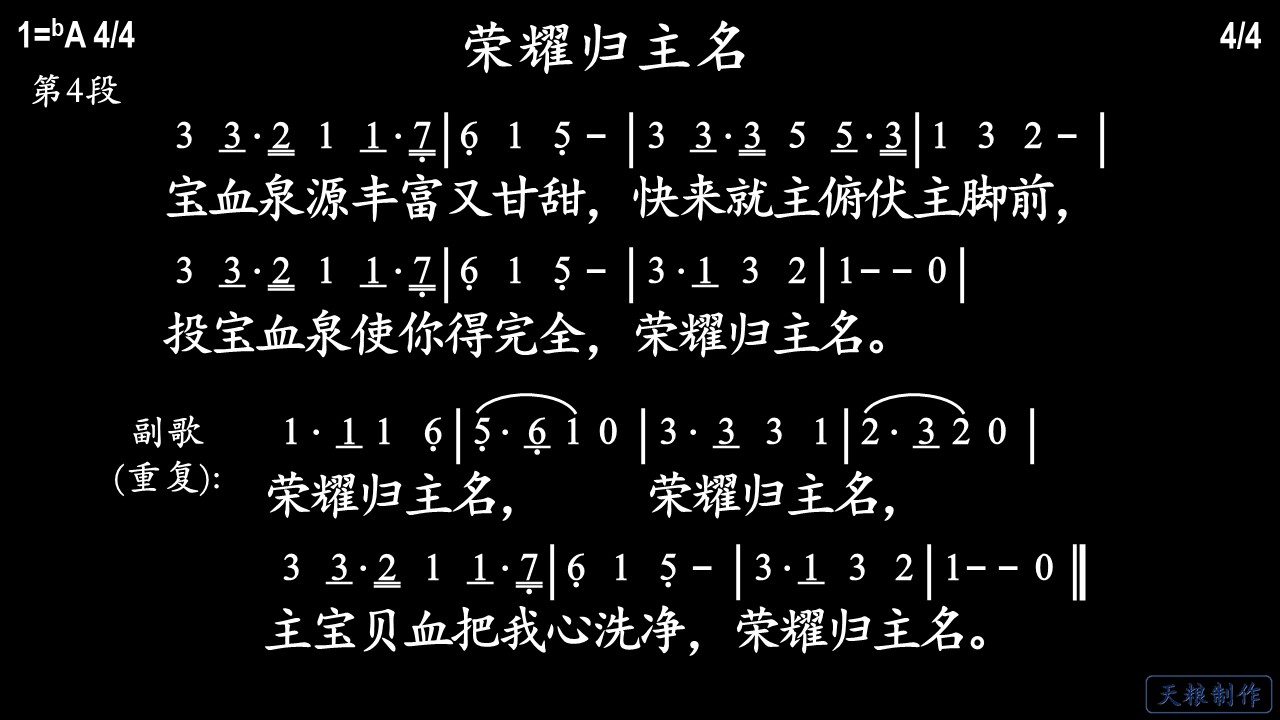 1=ᵇA 4/4
荣耀归主名
4/4
第4段
3 3·2 1 1·7|6 1 5 −|3 3·3 5 5·3|1 3 2 −|
宝血泉源丰富又甘甜，快来就主俯伏主脚前，
3 3·2 1 1·7|6 1 5 −|3·1 3 2|1−− 0|
投宝血泉使你得完全，荣耀归主名。
副歌
(重复):
1· 1 1 6|5· 6 1 0|3· 3 3 1|2· 3 2 0|
荣耀归主名，荣耀归主名，
3 3·2 1 1·7|6 1 5 −|3·1 3 2|1−− 0‖
主宝贝血把我心洗净，荣耀归主名。
天粮制作